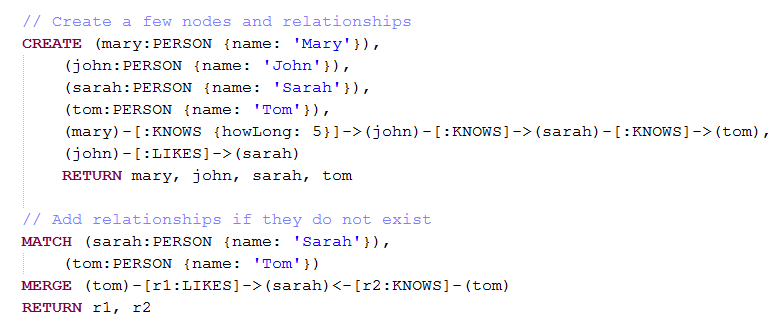 // Create a few nodes and relationships
CREATE (mary:PERSON {name: 'Mary'}),
(john:PERSON {name: 'John'}),
(sarah:PERSON {name: 'Sarah'}),
(tom:PERSON {name: 'Tom'}),
(mary)-[:KNOWS {howLong: 5}]->(john)-[:KNOWS]->(sarah)-[:KNOWS]->(tom),
(john)-[:LIKES]->(sarah)
RETURN mary, john, sarah, tom
// Add relationships if they do not exist
MATCH (sarah:PERSON {name: 'Sarah'}),
(tom:PERSON {name: 'Tom'})
MERGE (tom)-[r1:LIKES]->(sarah)<-[r2:KNOWS]-(tom)
RETURN r1, r2